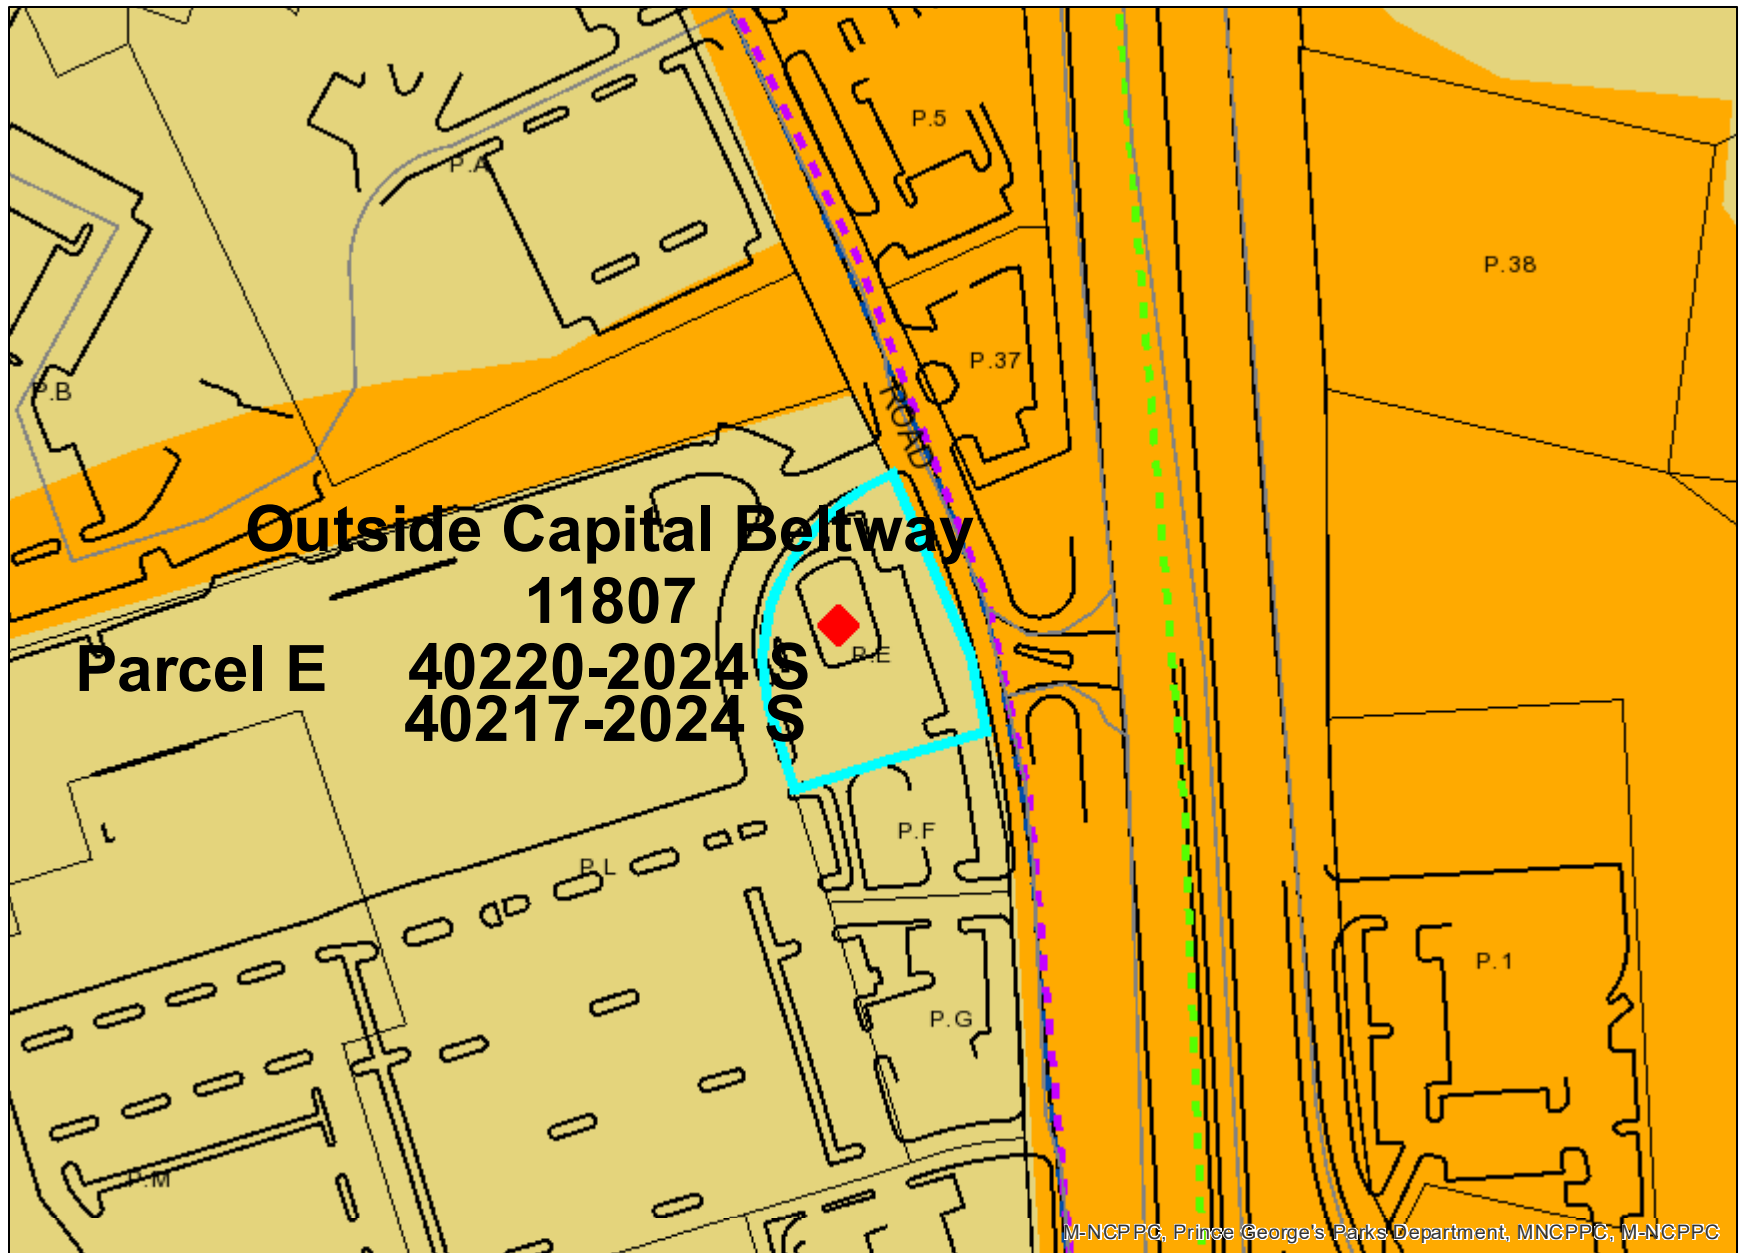 P.5
P.A
P.38
P.37
P.B
ROAD
Outside Capital Beltway
11807
P.E
Parcel E 40220-2024 S
40217-2024 S
P.F
P.L
P.1
P.G
P.M
M-NCPPC, Prince George's Parks Department, MNCPPC, M-NCPPC